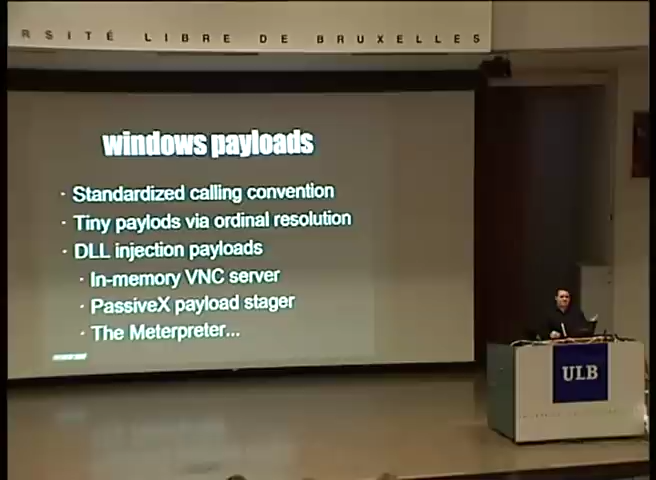 RSITÉ LIBRE DE BRUXELLES
windows payloads
· Standardized calling convention
· Tiny paylods via ordinal resolution
· DLL injection payloads
· In-memory VNC server
· PassiveX payload stager
· The Meterpreter...
ULB